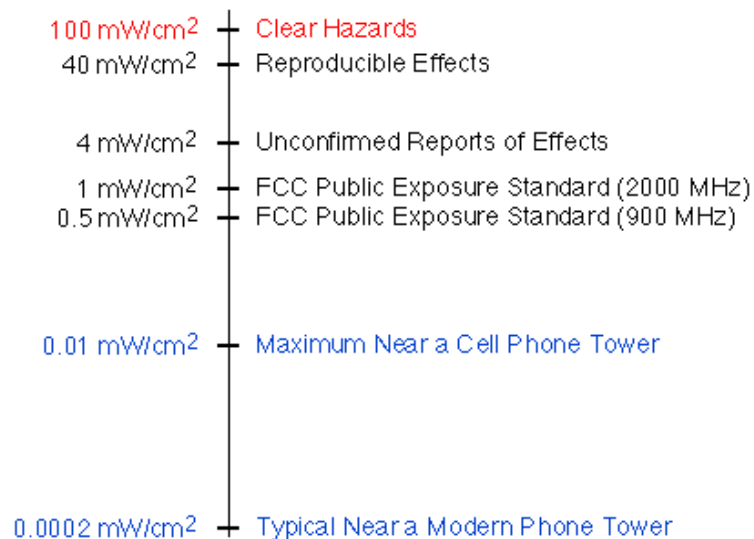 100 mW/cm² Clear Hazards
40 mW/cm² Reproducible Effects
4 mW/cm² Unconfirmed Reports of Effects
1 mW/cm² FCC Public Exposure Standard (2000 MHz)
0.5 mW/cm² FCC Public Exposure Standard (900 MHz)
0.01 mW/cm² Maximum Near a Cell Phone Tower
0.0002 mW/cm² Typical Near a Modern Phone Tower